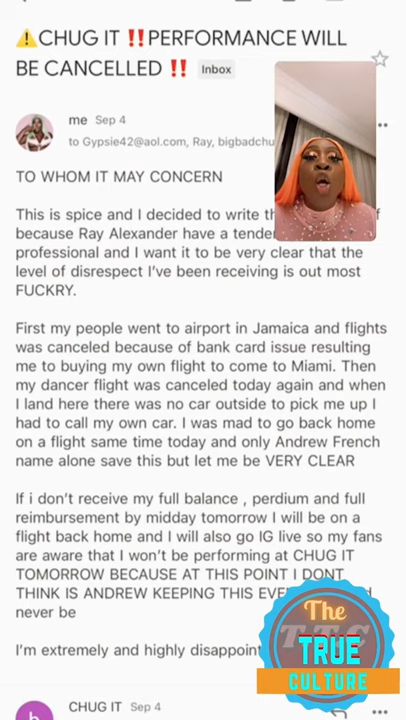 ⚠️CHUG IT ‼️PERFORMANCE WILL
BE CANCELLED ‼️ Inbox
me Sep 4
to Gypsie42@aol.com, Ray, bigbadchu
TO WHOM IT MAY CONCERN
This is spice and I decided to write f
because Ray Alexander have a
professional and I want it to be very clear that the
level of disrespect I've been receiving is out most
FUCKRY.
First my people went to airport in Jamaica and flights
was canceled because of bank card issue resulting
me to buying my own flight to come to Miami. Then
my dancer flight was canceled today again and when
I land here there was no car outside to pick me up I
had to call my own car. I was mad to go back home
on a flight same time today and only Andrew French
name alone save this but let me be VERY CLEAR
If i don't receive my full balance , perdium and full
reimbursement by midday tomorrow I will be on a
flight back home and I will also go IG live so my fans
are aware that I won't be performing at CHUG IT
TOMORROW BECAUSE AT THIS POINT I DONT
THINK IS ANDREW KEEPING THIS
never be
I'm extremely and highly
The
T.T.C
TRUE
CULTURE
b CHUG IT Sep 4